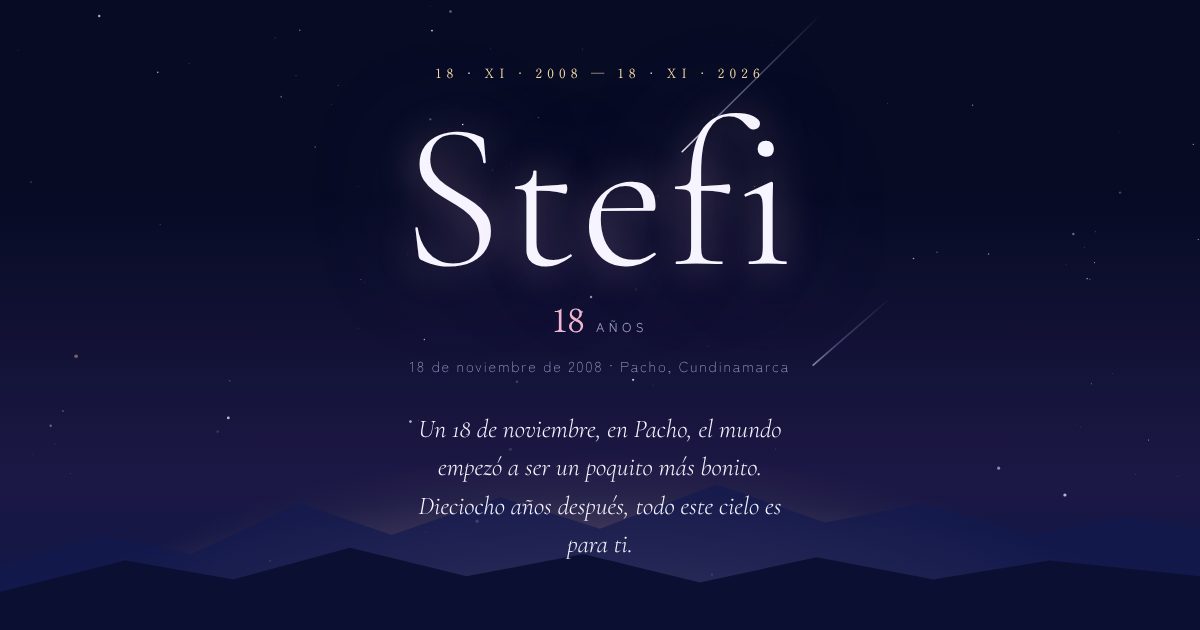 18 · XI · 2008 — 18 · XI · 2026
Stefi
18 AÑOS
18 de noviembre de 2008 · Pacho, Cundinamarca
Un 18 de noviembre, en Pacho, el mundo
empezó a ser un poquito más bonito.
Dieciocho años después, todo este cielo es
para ti.